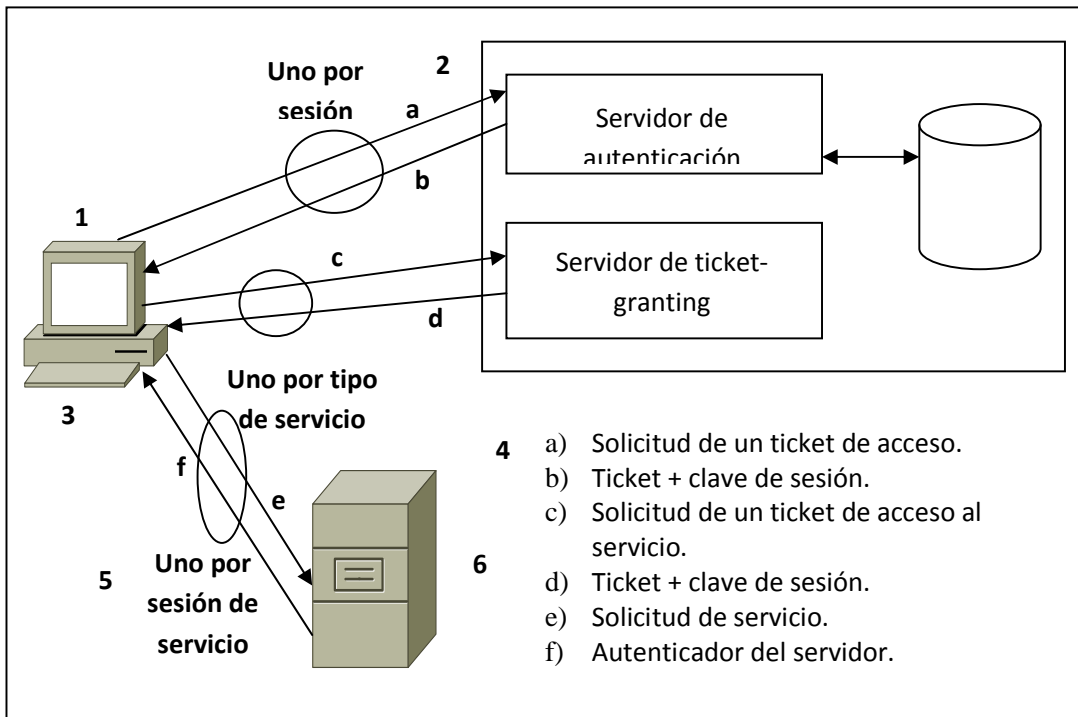 Uno por
sesión
2
a
b
Servidor de
autenticación
1
c
d
Servidor de ticket-
granting
3
Uno por tipo
de servicio
f
e
5
Uno por
sesión de
servicio
6
4
a) Solicitud de un ticket de acceso.
b) Ticket + clave de sesión.
c) Solicitud de un ticket de acceso al
servicio.
d) Ticket + clave de sesión.
e) Solicitud de servicio.
f) Autenticador del servidor.